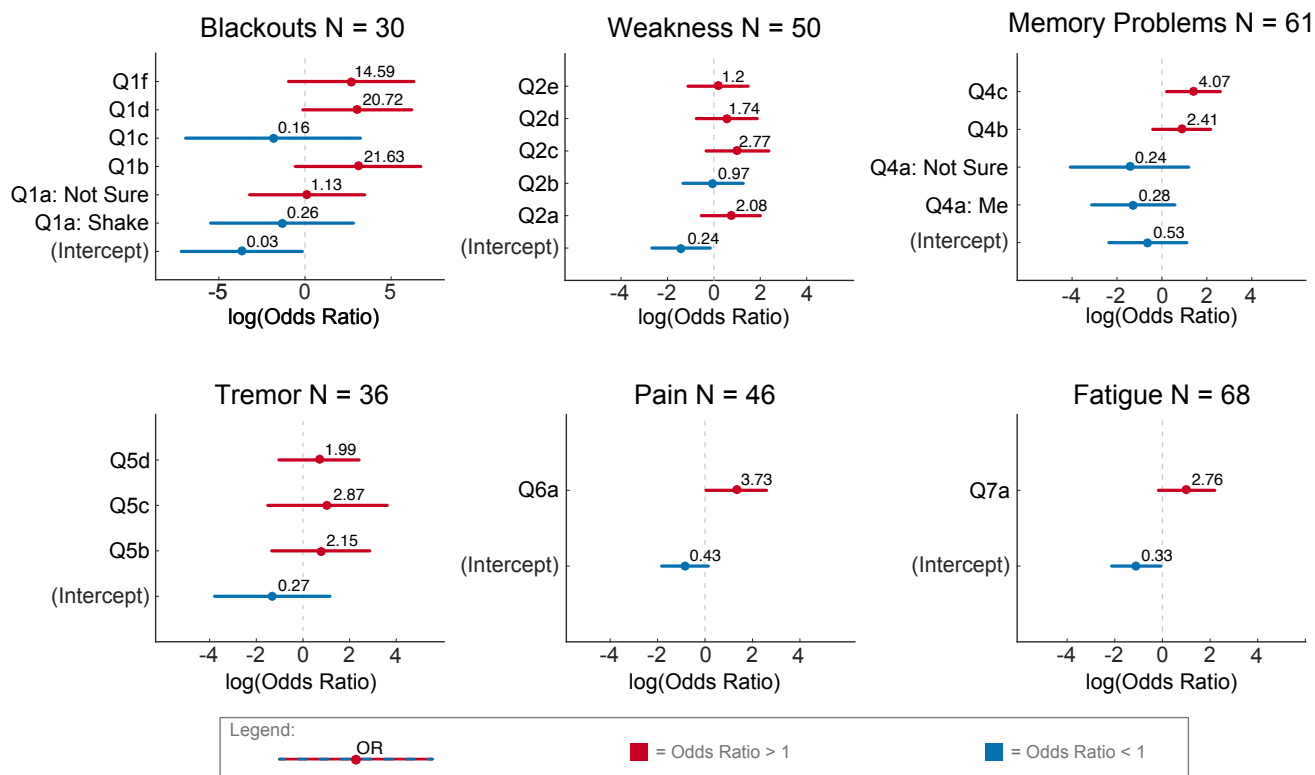 Blackouts N = 30
Q1f
14.59
Q1d
20.72
Q1c
0.16
Q1b
21.63
Q1a: Not Sure
1.13
Q1a: Shake
0.26
(Intercept)
0.03
-5 0 5
log(Odds Ratio)
Weakness N = 50
Q2e
1.2
Q2d
1.74
Q2c
2.77
Q2b
0.97
Q2a
2.08
(Intercept)
0.24
-4 -2 0 2 4
log(Odds Ratio)
Memory Problems N = 61
Q4c
4.07
Q4b
2.41
Q4a: Not Sure
0.24
Q4a: Me
0.28
(Intercept)
0.53
-4 -2 0 2 4
log(Odds Ratio)
Tremor N = 36
Q5d
1.99
Q5c
2.87
Q5b
2.15
(Intercept)
0.27
-4 -2 0 2 4
log(Odds Ratio)
Pain N = 46
Q6a
3.73
(Intercept)
0.43
-4 -2 0 2 4
log(Odds Ratio)
Fatigue N = 68
Q7a
2.76
(Intercept)
0.33
-4 -2 0 2 4
log(Odds Ratio)
Legend:
OR
= Odds Ratio > 1
= Odds Ratio < 1